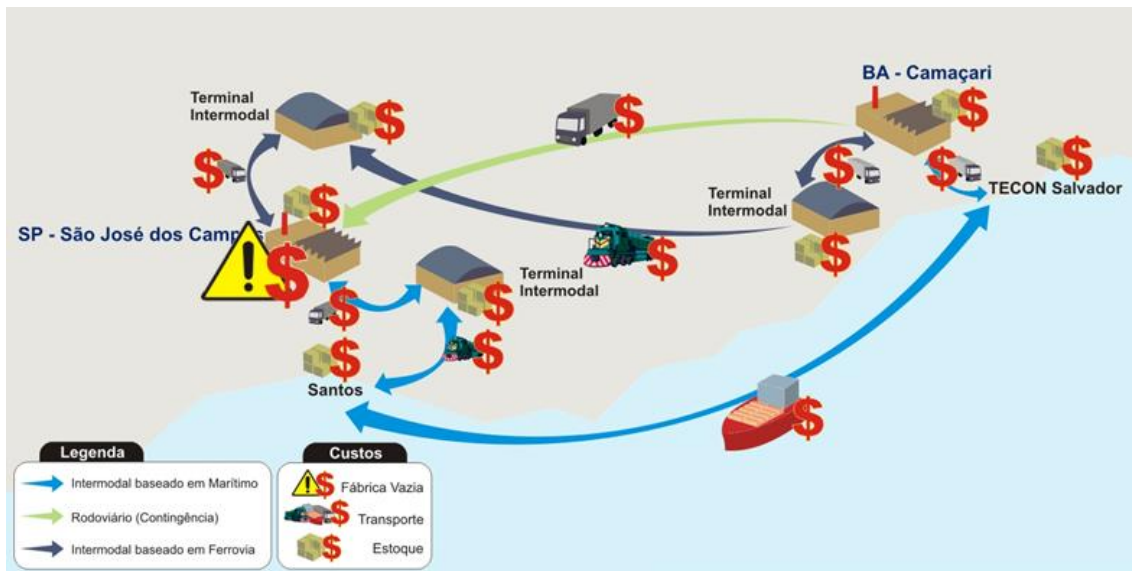 BA - Camaçari
Terminal
Intermodal
TECON Salvador
Terminal
Intermodal
SP - São José dos Campos
Terminal
Intermodal
Santos
Legenda
Intermodal baseado em Marítimo
Rodoviário (Contingência)
Intermodal baseado em Ferrovia
Custos
$ Fábrica Vazia
$ Transporte
$ Estoque